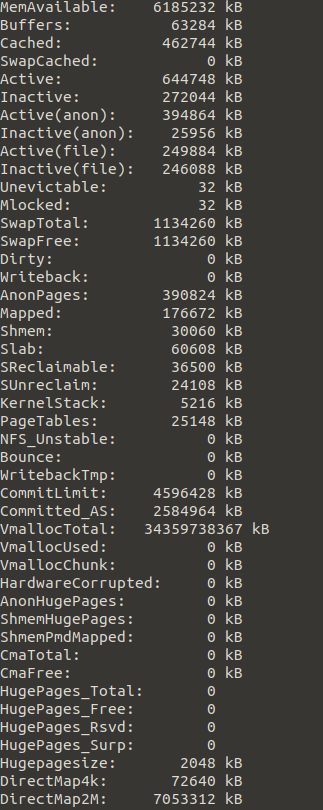 MemAvailable:    6185232 kB
Buffers:           63284 kB
Cached:           462744 kB
SwapCached:            0 kB
Active:           644748 kB
Inactive:         272044 kB
Active(anon):     394864 kB
Inactive(anon):    25956 kB
Active(file):     249884 kB
Inactive(file):   246088 kB
Unevictable:          32 kB
Mlocked:              32 kB
SwapTotal:       1134260 kB
SwapFree:        1134260 kB
Dirty:                 0 kB
Writeback:             0 kB
AnonPages:        390824 kB
Mapped:           176672 kB
Shmem:             30060 kB
Slab:              60608 kB
SReclaimable:      36500 kB
SUnreclaim:        24108 kB
KernelStack:        5216 kB
PageTables:        25148 kB
NFS_Unstable:          0 kB
Bounce:                0 kB
WritebackTmp:          0 kB
CommitLimit:     4596428 kB
Committed_AS:    2584964 kB
VmallocTotal:   34359738367 kB
VmallocUsed:           0 kB
VmallocChunk:          0 kB
HardwareCorrupted:     0 kB
AnonHugePages:         0 kB
ShmemHugePages:        0 kB
ShmemPmdMapped:        0 kB
CmaTotal:              0 kB
CmaFree:               0 kB
HugePages_Total:       0
HugePages_Free:        0
HugePages_Rsvd:        0
HugePages_Surp:        0
Hugepagesize:       2048 kB
DirectMap4k:       72640 kB
DirectMap2M:     7053312 kB